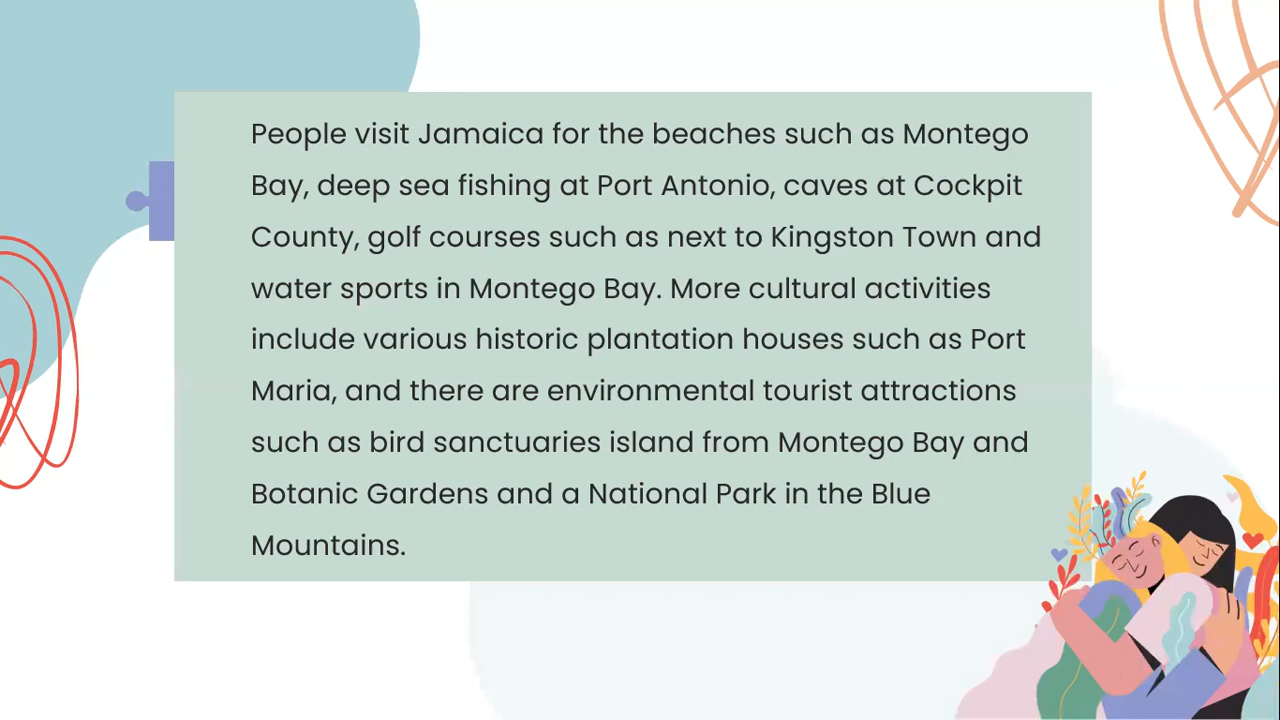 People visit Jamaica for the beaches such as Montego
Bay, deep sea fishing at Port Antonio, caves at Cockpit
County, golf courses such as next to Kingston Town and
water sports in Montego Bay. More cultural activities
include various historic plantation houses such as Port
Maria, and there are environmental tourist attractions
such as bird sanctuaries island from Montego Bay and
Botanic Gardens and a National Park in the Blue
Mountains.